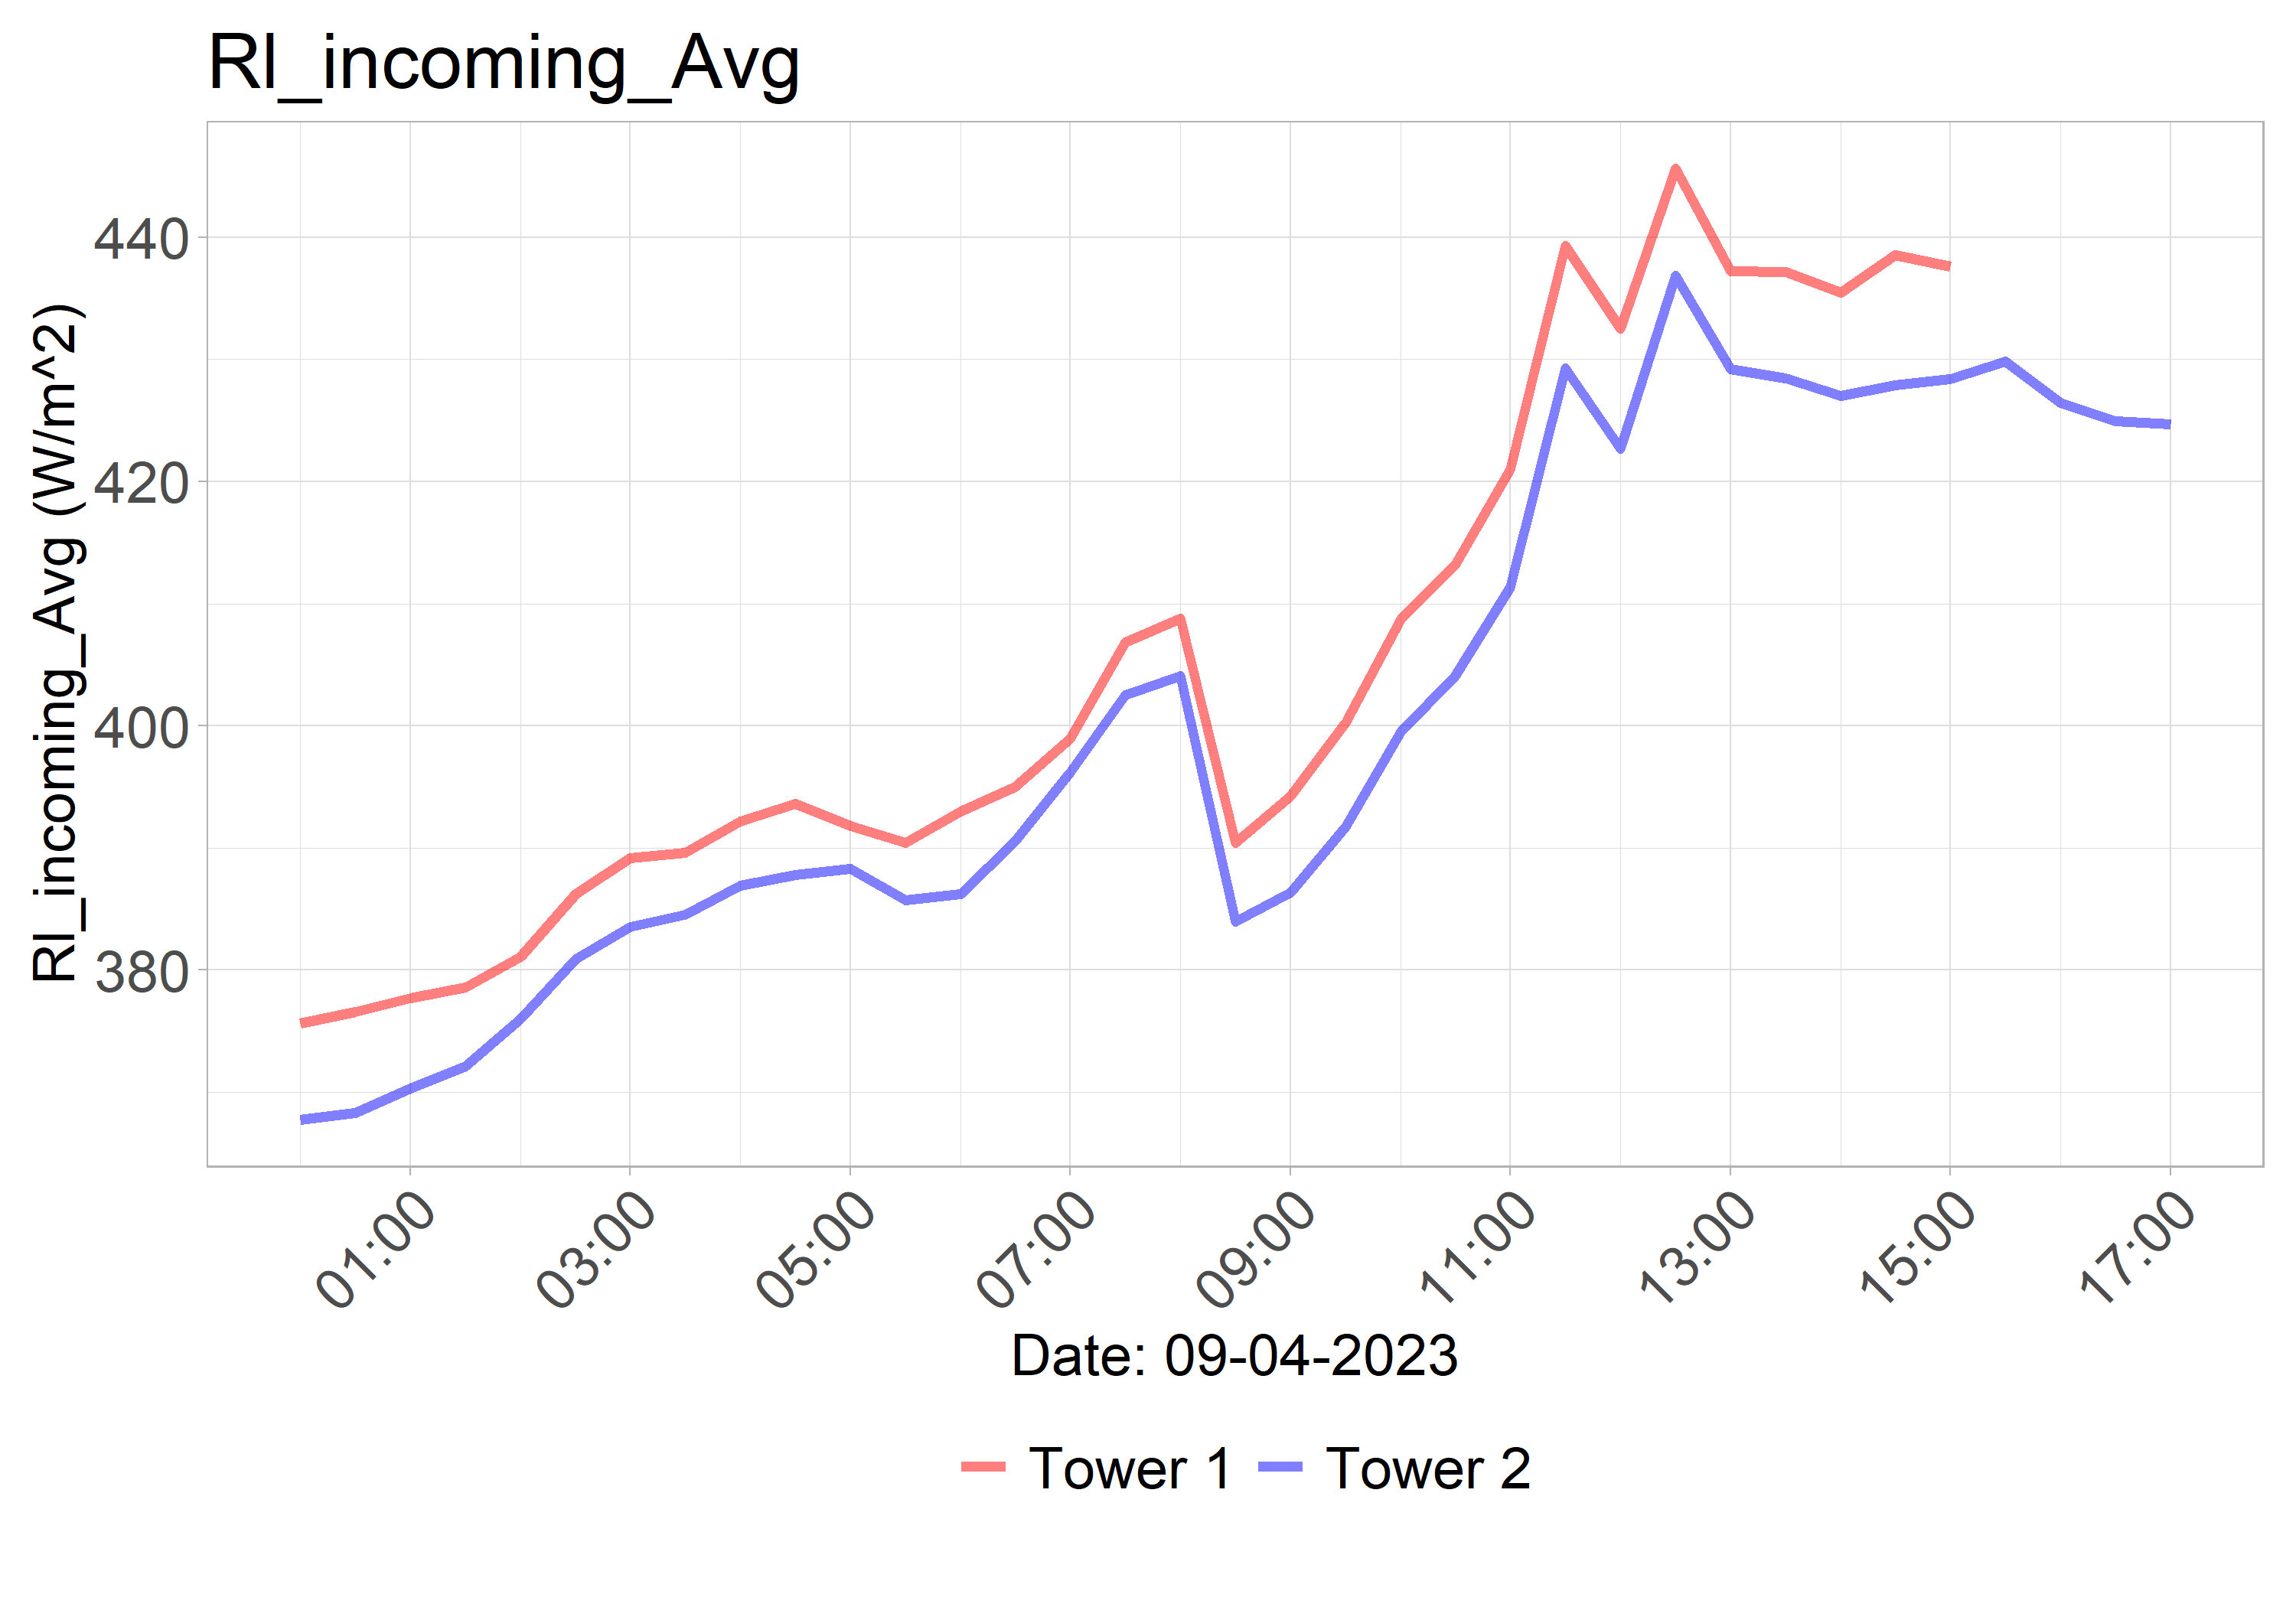 Rl_incoming_Avg
Rl_incoming_Avg (W/m^2)
440
420
400
380
01:00 03:00 05:00 07:00 09:00 11:00 13:00 15:00 17:00
Date: 09-04-2023
Tower 1 Tower 2